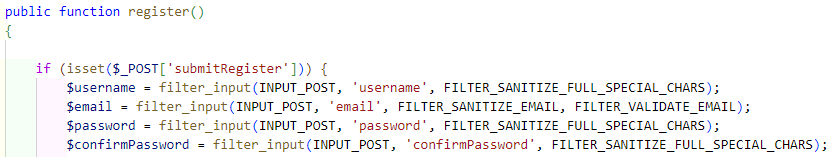 public function register()
{
if (isset($_POST['submitRegister'])) {
$username = filter_input(INPUT_POST, 'username', FILTER_SANITIZE_FULL_SPECIAL_CHARS);
$email = filter_input(INPUT_POST, 'email', FILTER_SANITIZE_EMAIL, FILTER_VALIDATE_EMAIL);
$password = filter_input(INPUT_POST, 'password', FILTER_SANITIZE_FULL_SPECIAL_CHARS);
$confirmPassword = filter_input(INPUT_POST, 'confirmPassword', FILTER_SANITIZE_FULL_SPECIAL_CHARS);